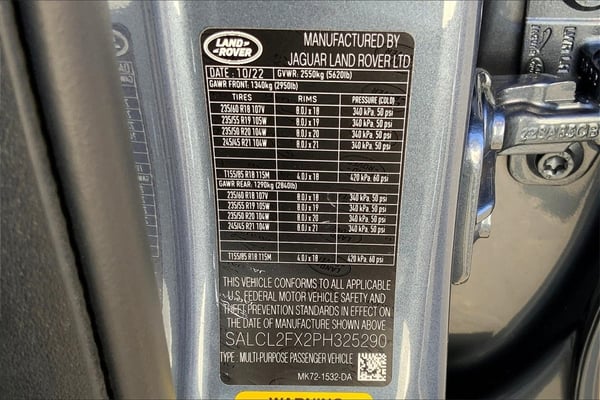 LAND ROVER
MANUFACTURED BY
JAGUAR LAND ROVER LTD
DATE : 10/22 GVWR: 2550kg (5620lb)
GAWR FRONT: 1340kg (2950lb)
TIRES RIMS PRESSURE (COLD)
235/60 R18 107V 8.0J x 18 340 kPa, 50 psi
235/55 R19 105W 8.0J x 19 340 kPa, 50 psi
235/50 R20 104W 8.0J x 20 340 kPa, 50 psi
245/45 R21 104W 8.0J x 21 340 kPa, 50 psi
T155/85 R18 115M 4.0J x 18 420 kPa, 60 psi
GAWR REAR: 1290kg (2840lb)
235/60 R18 107V 8.0J x 18 340 kPa, 50 psi
235/55 R19 105W 8.0J x 19 340 kPa, 50 psi
235/50 R20 104W 8.0J x 20 340 kPa, 50 psi
245/45 R21 104W 8.0J x 21 340 kPa, 50 psi
T155/85 R18 115M 4.0J x 18 420 kPa, 60 psi
THIS VEHICLE CONFORMS TO ALL APPLICABLE
U.S. FEDERAL MOTOR VEHICLE SAFETY AND
THEFT PREVENTION STANDARDS IN EFFECT ON
THE DATE OF MANUFACTURE SHOWN ABOVE
SALCL2FX2PH325290
TYPE : MULTI-PURPOSE PASSENGER VEHICLE
MK72-1532-DA
WARNING